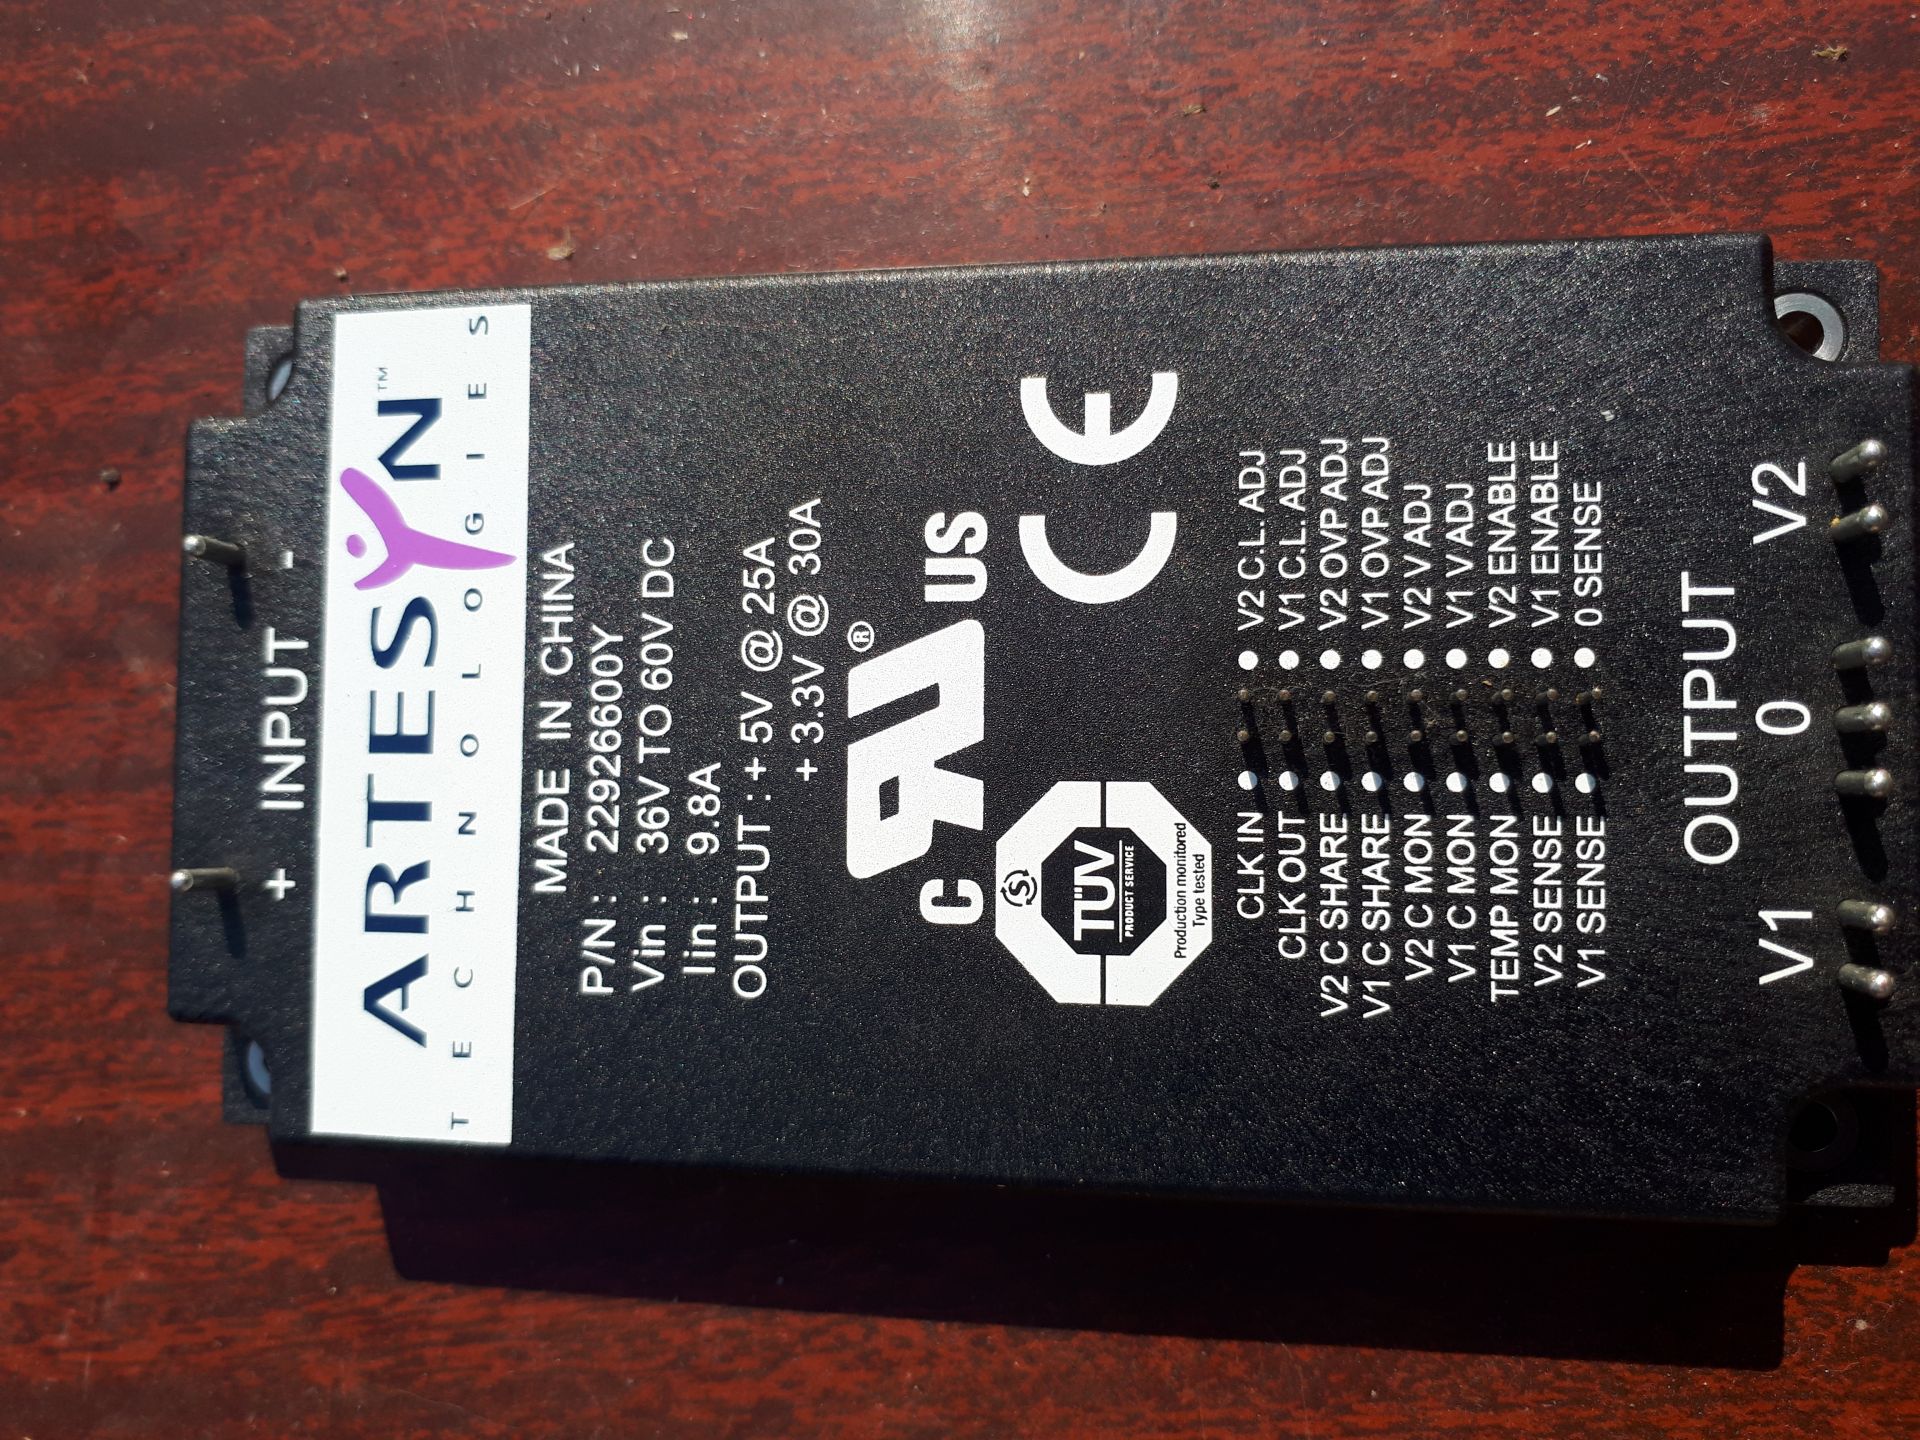 + INPUT -
ARTESYN™
TECHNOLOGIES
MADE IN CHINA
P/N : 22926600Y
Vin : 36V TO 60V DC
Iin : 9.8A
OUTPUT : + 5V @ 25A
+ 3.3V @ 30A
C RU® US
TÜV
PRODUCT SERVICE
Production monitored
Type tested
CE
CLK IN V2 C.L. ADJ
CLK OUT V1 C.L. ADJ
V2 C SHARE V2 OVP ADJ
V1 C SHARE V1 OVP ADJ
V2 C MON V2 V ADJ
V1 C MON V1 V ADJ
TEMP MON V2 ENABLE
V2 SENSE V1 ENABLE
V1 SENSE 0 SENSE
OUTPUT
V1 0 V2